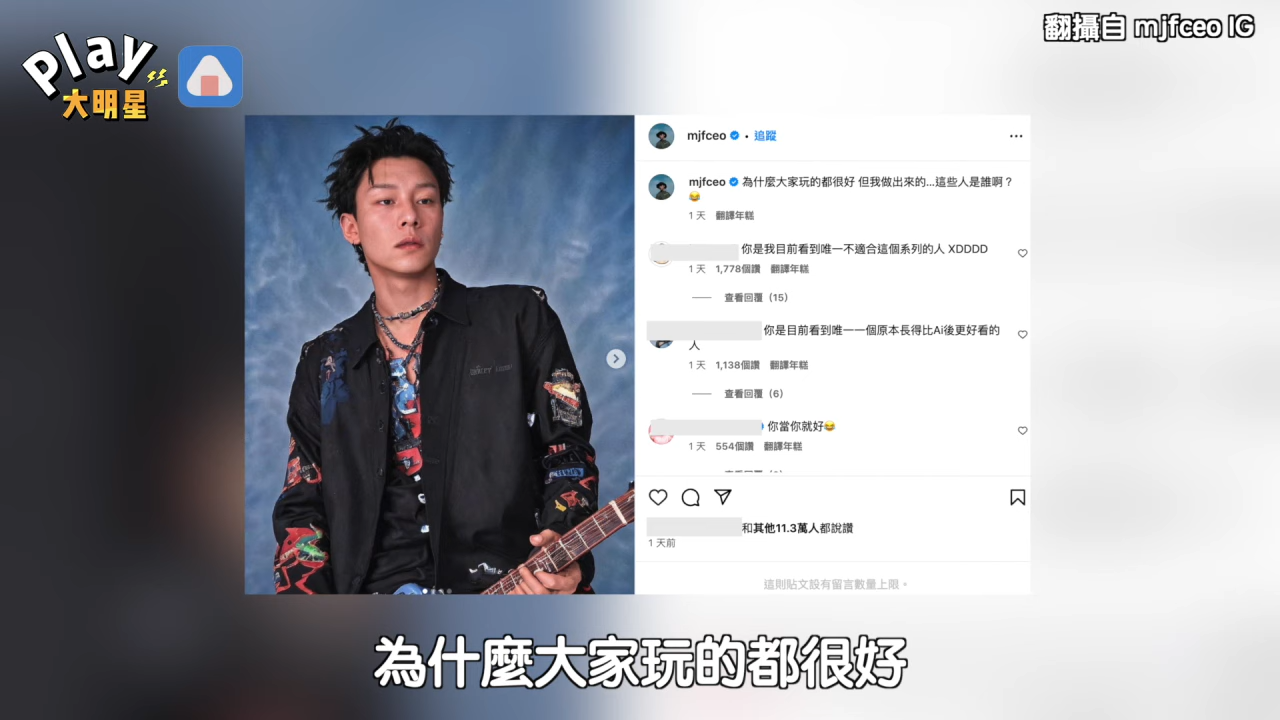 Play
大明星
翻攝自 mjfceo IG
mjfceo • 追蹤
mjfceo 為什麼大家玩的都很好 但我做出來的...這些人是誰啊？
😂
1 天 翻譯年糕
你是我目前看到唯一不適合這個系列的人 XDDDD
1 天 1,778個讚 翻譯年糕
查看回覆（15）
你是目前看到唯一一個原本長得比Ai後更好看的
人
1 天 1,138個讚 翻譯年糕
查看回覆（6）
你當你就好😂
1 天 554個讚 翻譯年糕
和其他11.3萬人都說讚
1 天前
這則貼文設有留言數量上限。
為什麼大家玩的都很好